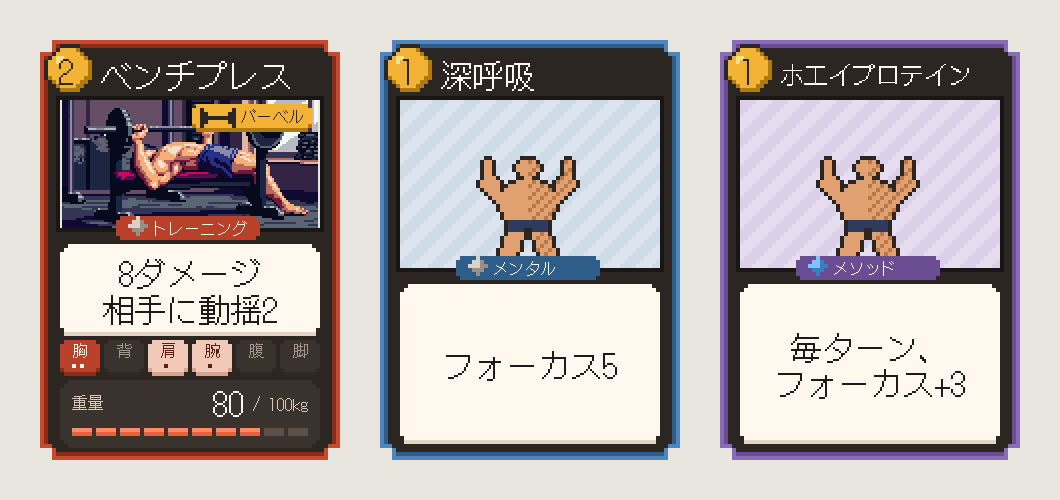 2
ベンチプレス
バーベル
トレーニング
8ダメージ
相手に動揺2
胸 背 肩 腕 腹 脚
重量 80 / 100kg
1
深呼吸
メンタル
フォーカス5
1
ホエイプロテイン
メソッド
毎ターン、
フォーカス+3